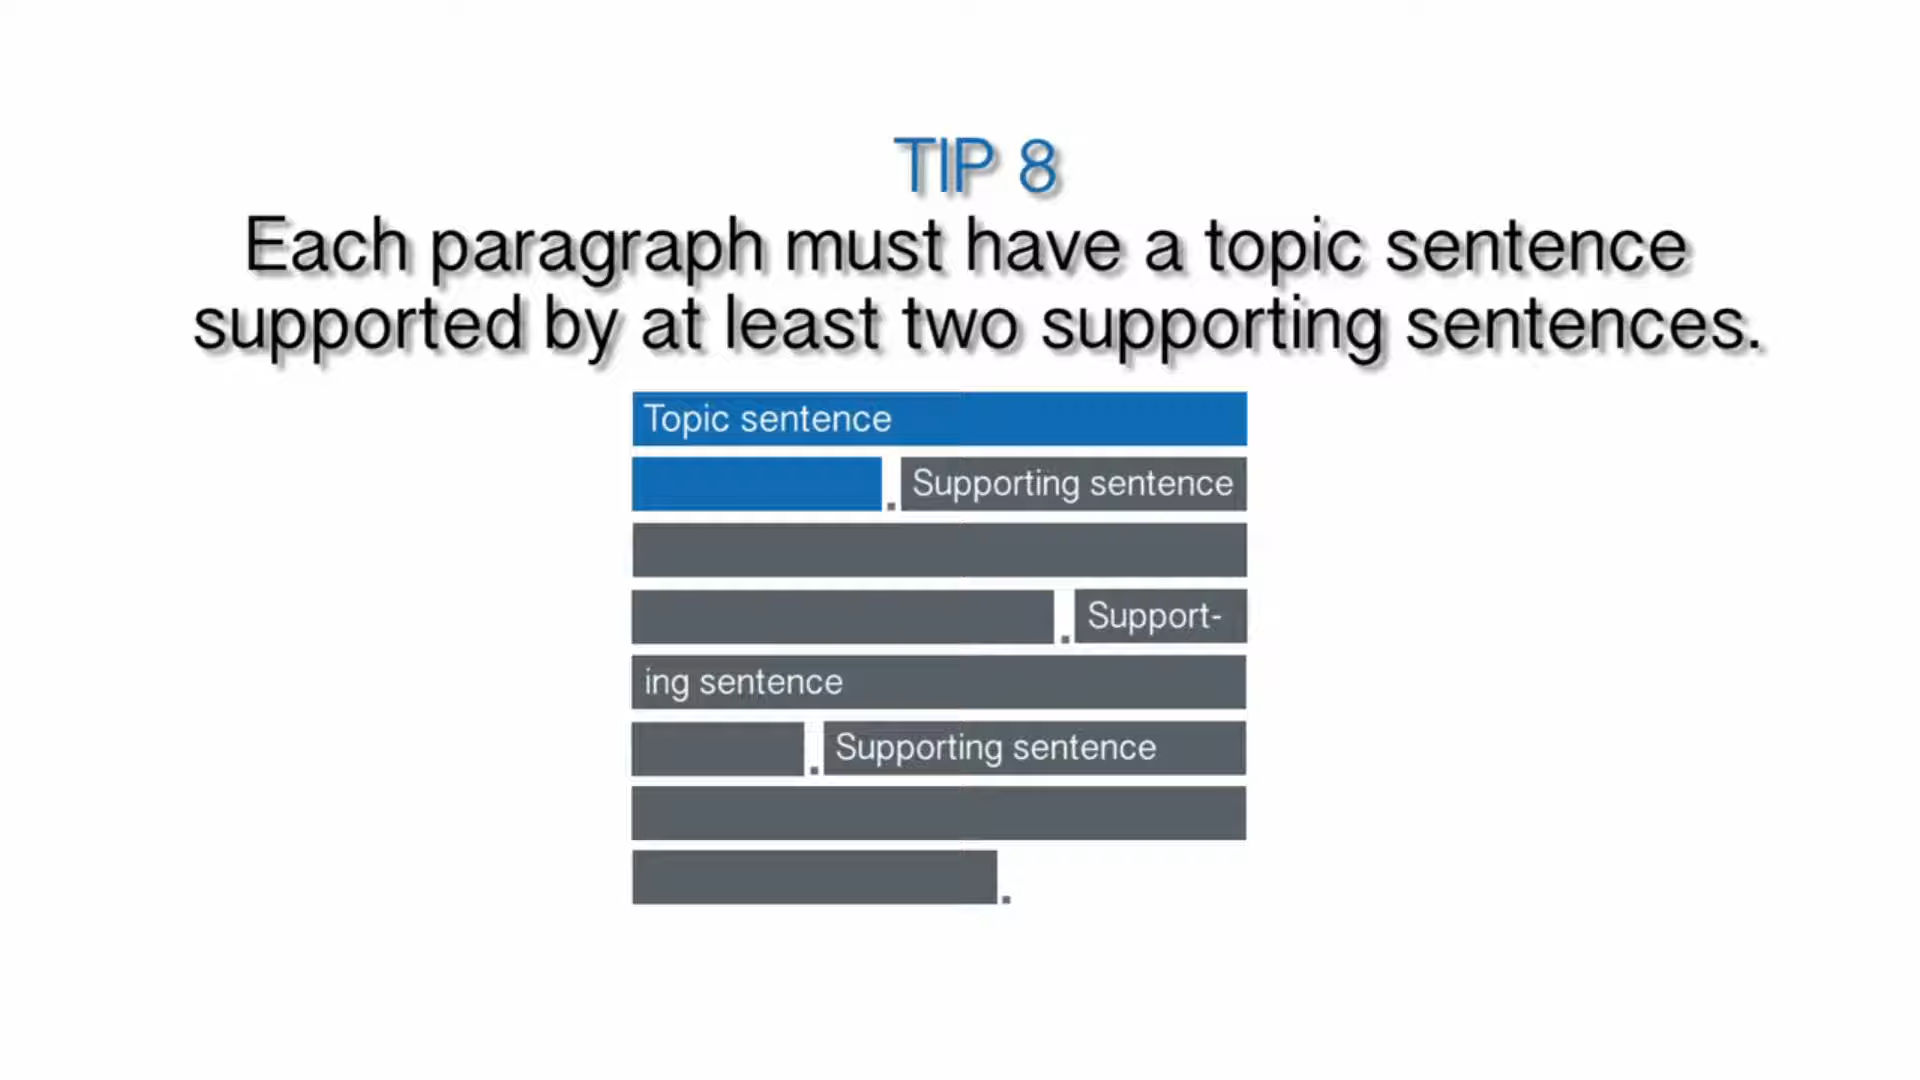 TIP 8
Each paragraph must have a topic sentence
supported by at least two supporting sentences.
Topic sentence
. Supporting sentence
. Support-
ing sentence
. Supporting sentence
.